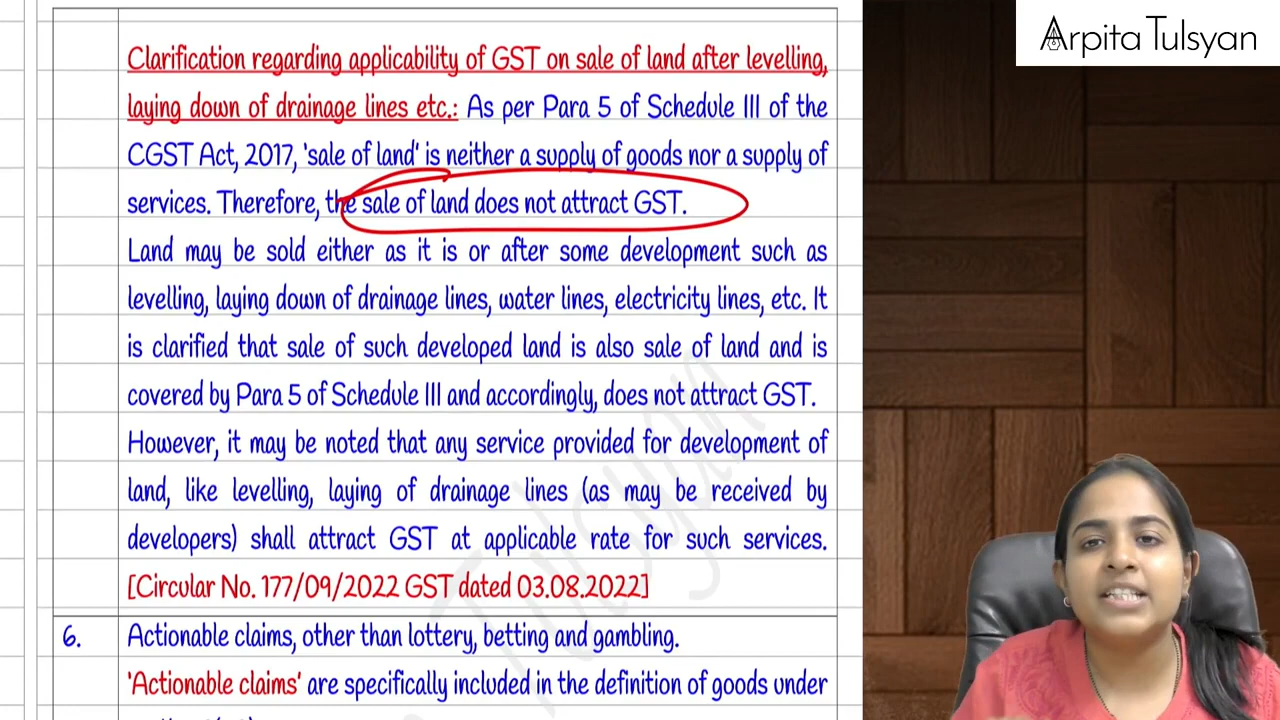 Arpita Tulsyan
Clarification regarding applicability of GST on sale of land after levelling,
laying down of drainage lines etc.: As per Para 5 of Schedule III of the
CGST Act, 2017, 'sale of land' is neither a supply of goods nor a supply of
services. Therefore, the sale of land does not attract GST.
Land may be sold either as it is or after some development such as
levelling, laying down of drainage lines, water lines, electricity lines, etc. It
is clarified that sale of such developed land is also sale of land and is
covered by Para 5 of Schedule III and accordingly, does not attract GST.
However, it may be noted that any service provided for development of
land, like levelling, laying of drainage lines (as may be received by
developers) shall attract GST at applicable rate for such services.
[Circular No. 177/09/2022 GST dated 03.08.2022]
6. Actionable claims, other than lottery, betting and gambling.
'Actionable claims' are specifically included in the definition of goods under